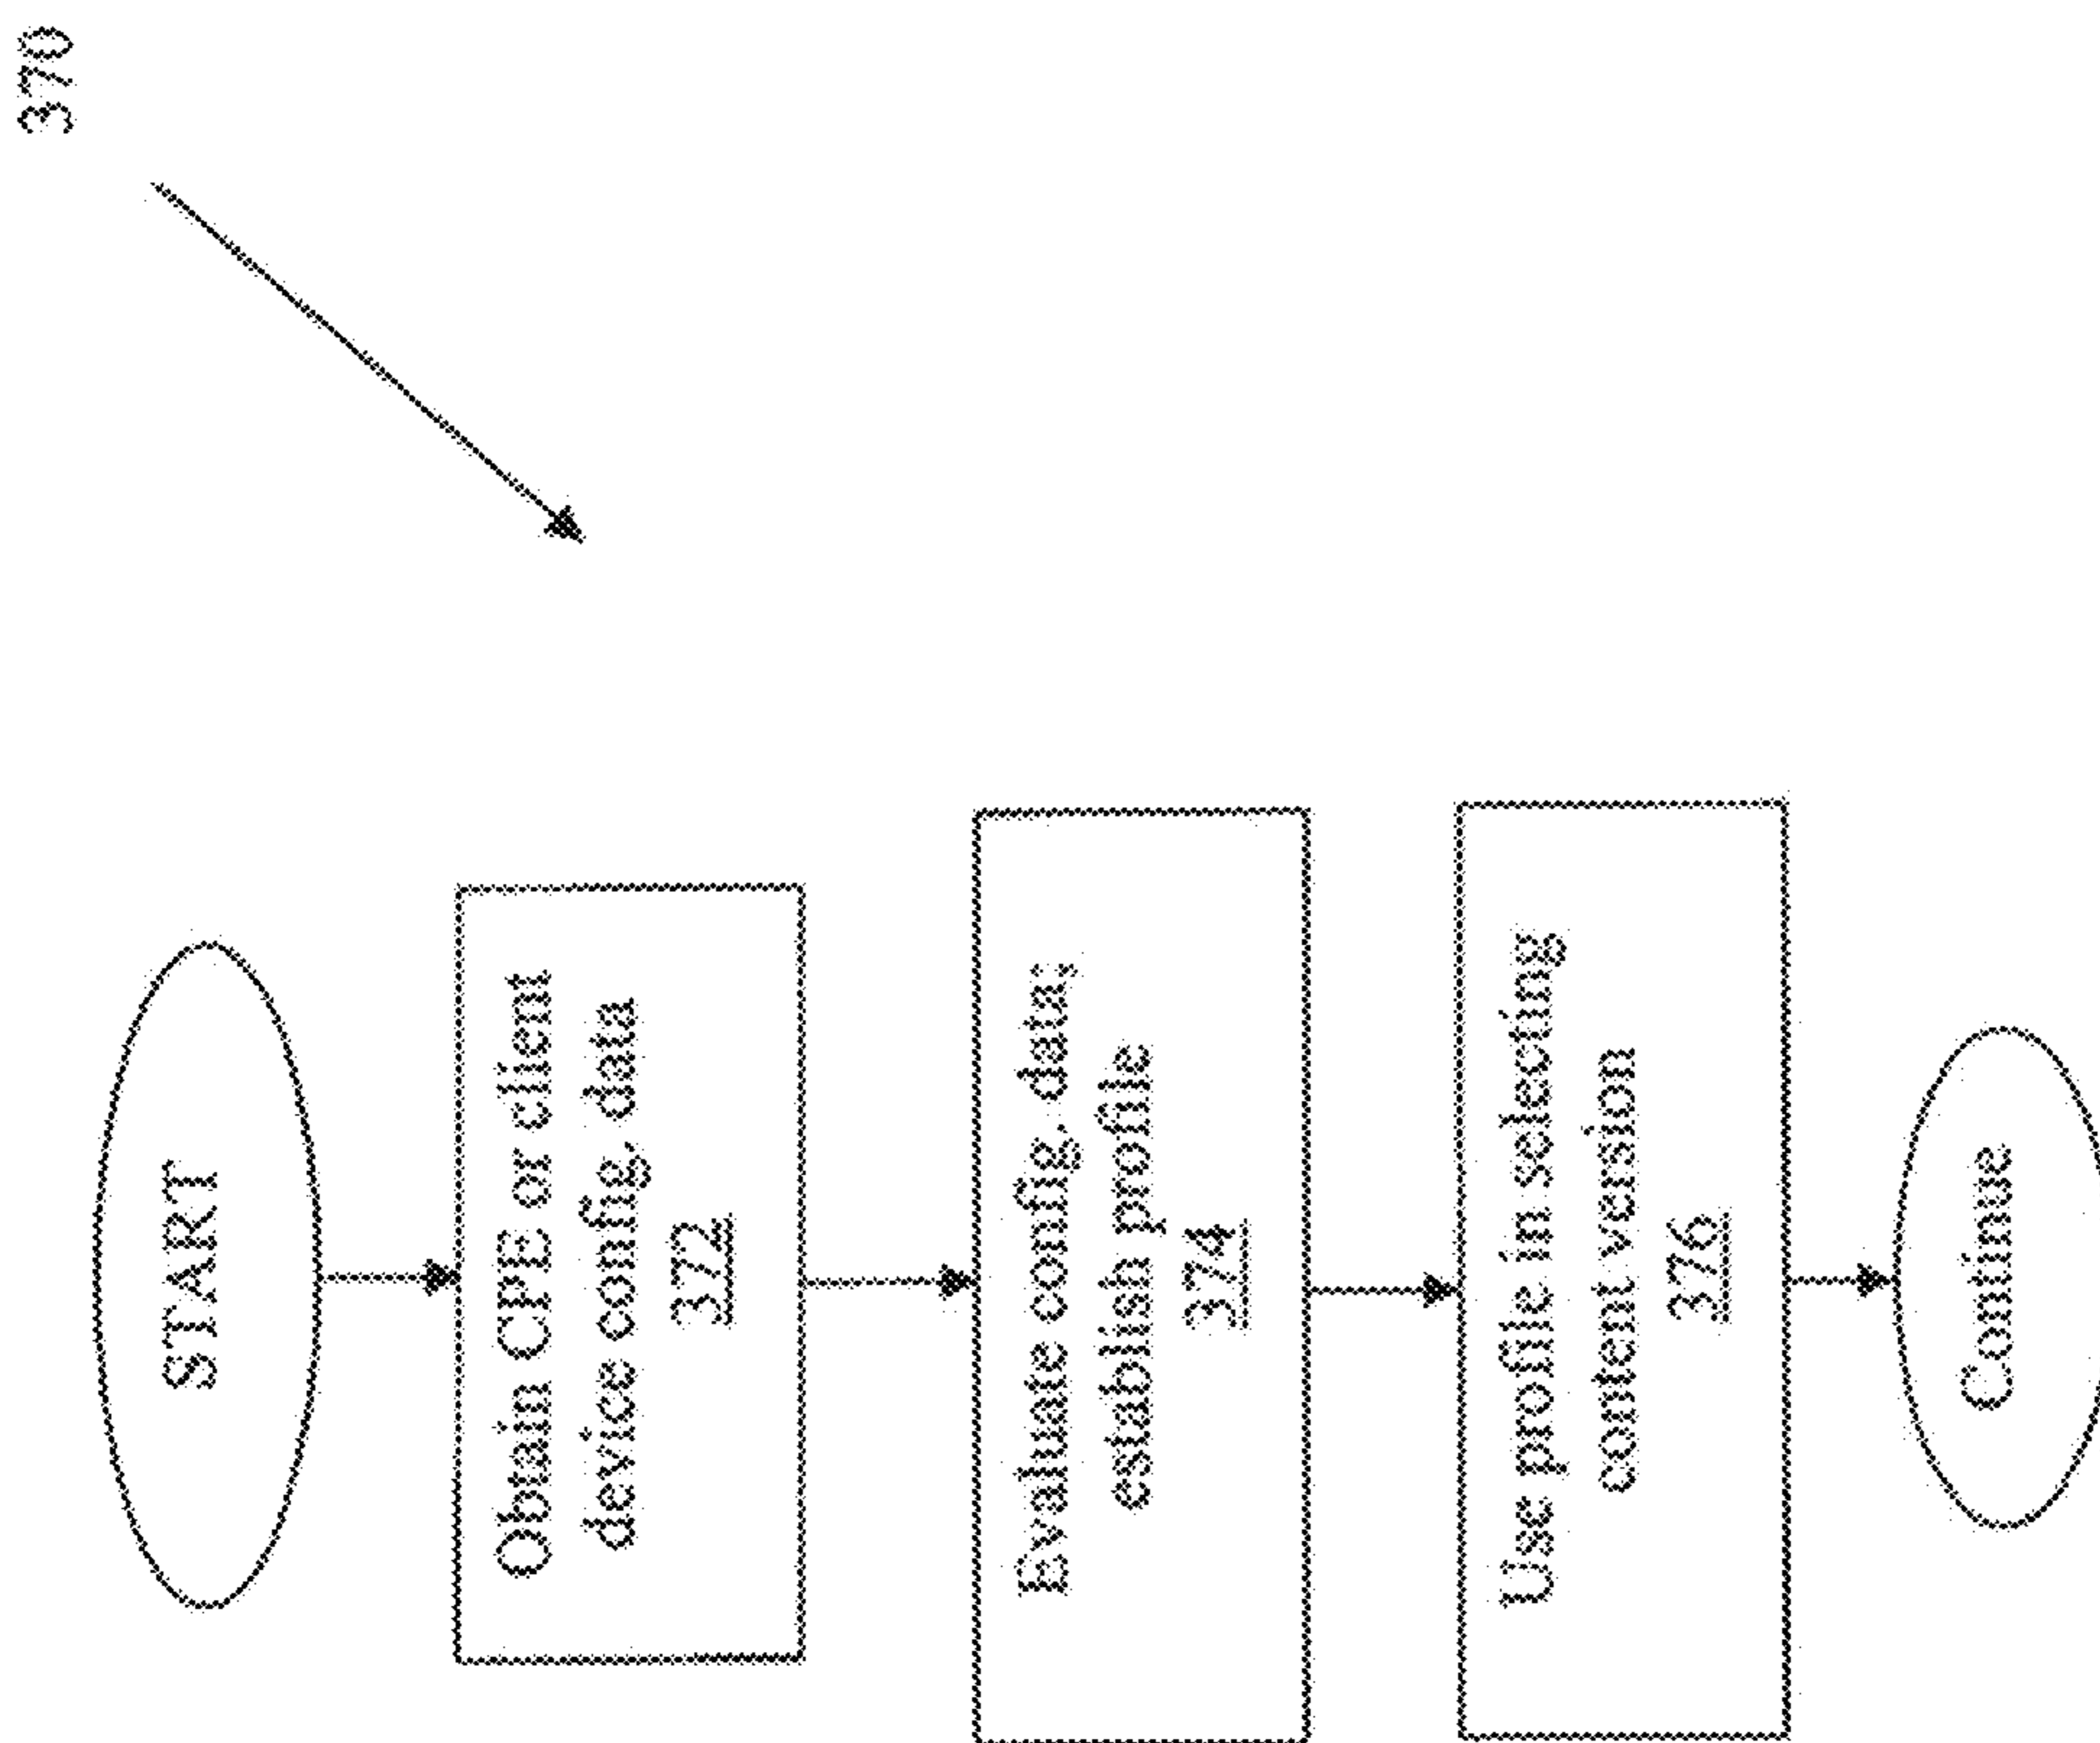 370
START
Obtain CPE or client
device config. data
372
Evaluate config. data;
establish profile
374
Use profile in selecting
content version
376
Continue